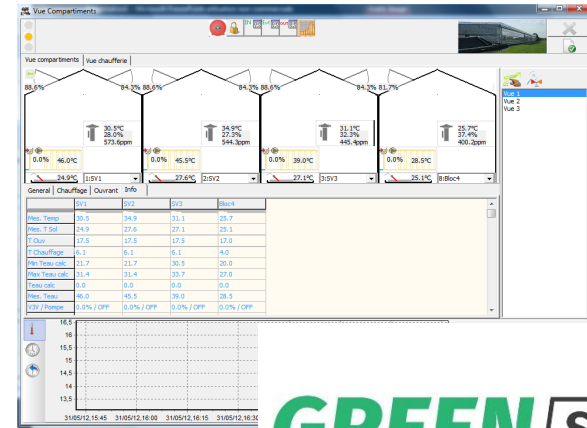 Vue Compartiments
Vue compartiments Vue chaufferie
88.6% 84.3% 88.6% 84.3% 88.6% 84.3% 81.7%
Vue 1
Vue 2
Vue 3
30.5°C 34.9°C 31.1°C 25.7°C
28.0% 27.3% 32.3% 37.4%
573.6ppm 544.3ppm 445.4ppm 400.2ppm
0.0% 46.0°C 0.0% 45.5°C 0.0% 39.0°C 0.0% 28.5°C
24.9°C 1:SV1 27.6°C 2:SV2 27.1°C 3:SV3 25.1°C 8:Bloc4
General Chauffage Ouvrant Info
SV1 SV2 SV3 Bloc4
Mes. Temp 30.5 34.9 31.1 25.7
Mes. T Sol 24.9 27.6 27.1 25.1
T Ouv 17.5 17.5 17.5 17.0
T Chauffage 6.1 6.1 6.1 4.0
Min Teau calc 21.7 21.7 30.5 20.0
Max Teau calc 31.4 31.4 33.7 27.0
Teau calc 0.0 0.0 0.0 0.0
Mes. Teau 46.0 45.5 39.0 28.5
V3V / Pompe 0.0% / OFF 0.0% / OFF 0.0% / OFF 0.0% / OFF
16,5
16
15,5
15
14,5
14
13,5
31/05/12,15:45 31/05/12,16:00 31/05/12,16:15 31/05/12,16:30
GREEN S